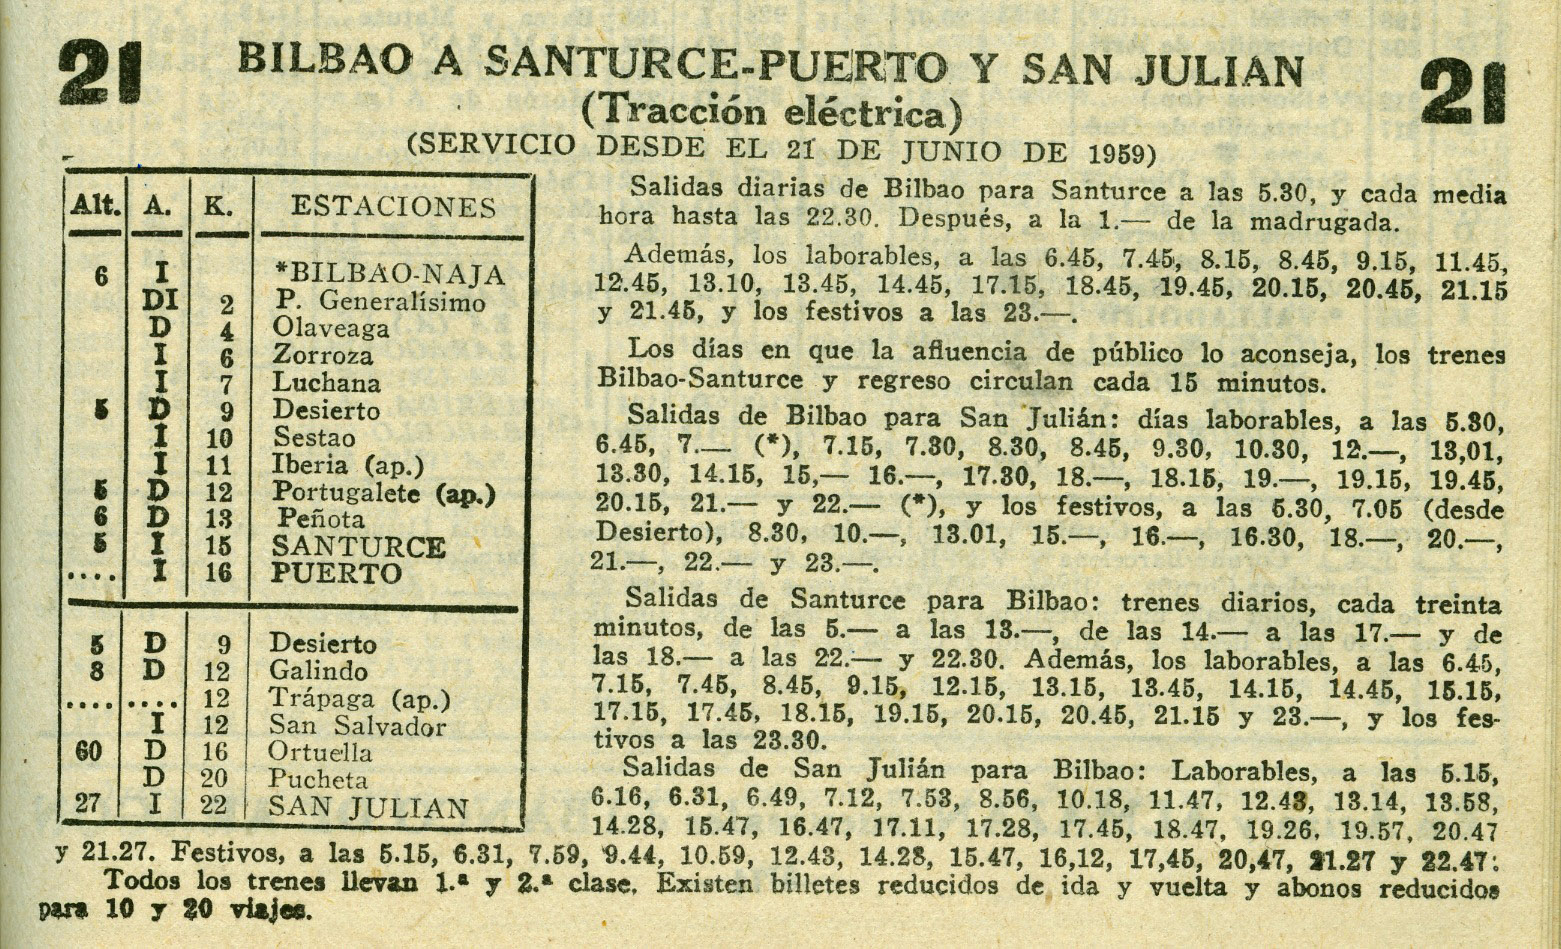 21 BILBAO A SANTURCE-PUERTO Y SAN JULIAN 21
(Tracción eléctrica)
(SERVICIO DESDE EL 21 DE JUNIO DE 1959)
Alt. A. K. ESTACIONES
6 I *BILBAO-NAJA
DI 2 P. Generalísimo
D 4 Olaveaga
I 6 Zorroza
I 7 Luchana
5 D 9 Desierto
I 10 Sestao
I 11 Iberia (ap.)
5 D 12 Portugalete (ap.)
6 D 13 Peñota
5 I 15 SANTURCE
.... I 16 PUERTO
5 D 9 Desierto
8 D 12 Galindo
.... .... 12 Trápaga (ap.)
I 12 San Salvador
60 D 16 Ortuella
D 20 Pucheta
27 I 22 SAN JULIAN
Salidas diarias de Bilbao para Santurce a las 5.30, y cada media
hora hasta las 22.30. Después, a la 1.— de la madrugada.
Además, los laborables, a las 6.45, 7.45, 8.15, 8.45, 9.15, 11.45,
12.45, 13.10, 13.45, 14.45, 17.15, 18.45, 19.45, 20.15, 20.45, 21.15
y 21.45, y los festivos a las 23.—.
Los días en que la afluencia de público lo aconseja, los trenes
Bilbao-Santurce y regreso circulan cada 15 minutos.
Salidas de Bilbao para San Julián: días laborables, a las 5.30,
6.45, 7.— (*), 7.15, 7.30, 8.30, 8.45, 9.30, 10.30, 12.—, 13,01,
13.30, 14.15, 15,— 16.—, 17.30, 18.—, 18.15, 19.—, 19.15, 19.45,
20.15, 21.— y 22.— (*), y los festivos, a las 5.30, 7.05 (desde
Desierto), 8.30, 10.—, 13.01, 15.—, 16.—, 16.30, 18.—, 20.—,
21.—, 22.— y 23.—.
Salidas de Santurce para Bilbao: trenes diarios, cada treinta
minutos, de las 5.— a las 13.—, de las 14.— a las 17.— y de
las 18.— a las 22.— y 22.30. Además, los laborables, a las 6.45,
7.15, 7.45, 8.45, 9.15, 12.15, 13.15, 13.45, 14.15, 14.45, 15.15,
17.15, 17.45, 18.15, 19.15, 20.15, 20.45, 21.15 y 23.—, y los fes-
tivos a las 23.30.
Salidas de San Julián para Bilbao: Laborables, a las 5.15,
6.16, 6.31, 6.49, 7.12, 7.53, 8.56, 10.18, 11.47, 12.43, 13.14, 13.58,
14.28, 15.47, 16.47, 17.11, 17.28, 17.45, 18.47, 19.26, 19.57, 20.47
y 21.27. Festivos, a las 5.15, 6.31, 7.59, 9.44, 10.59, 12.43, 14.28, 15.47, 16,12, 17,45, 20,47, 21.27 y 22.47.
Todos los trenes llevan 1.ª y 2.ª clase. Existen billetes reducidos de ida y vuelta y abonos reducidos
para 10 y 20 viajes.